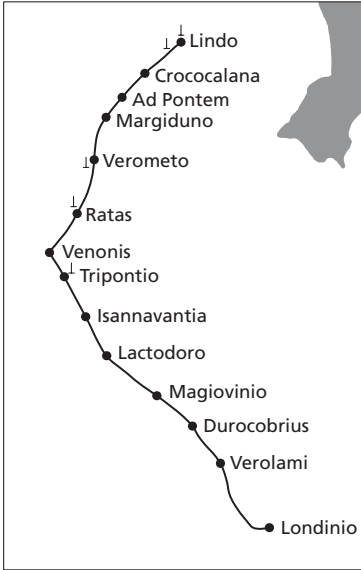 Lindo
Crococalana
Ad Pontem
Margiduno
Verometo
Ratas
Venonis
Tripontio
Isannavantia
Lactodoro
Magiovinio
Durocobrius
Verolami
Londinio